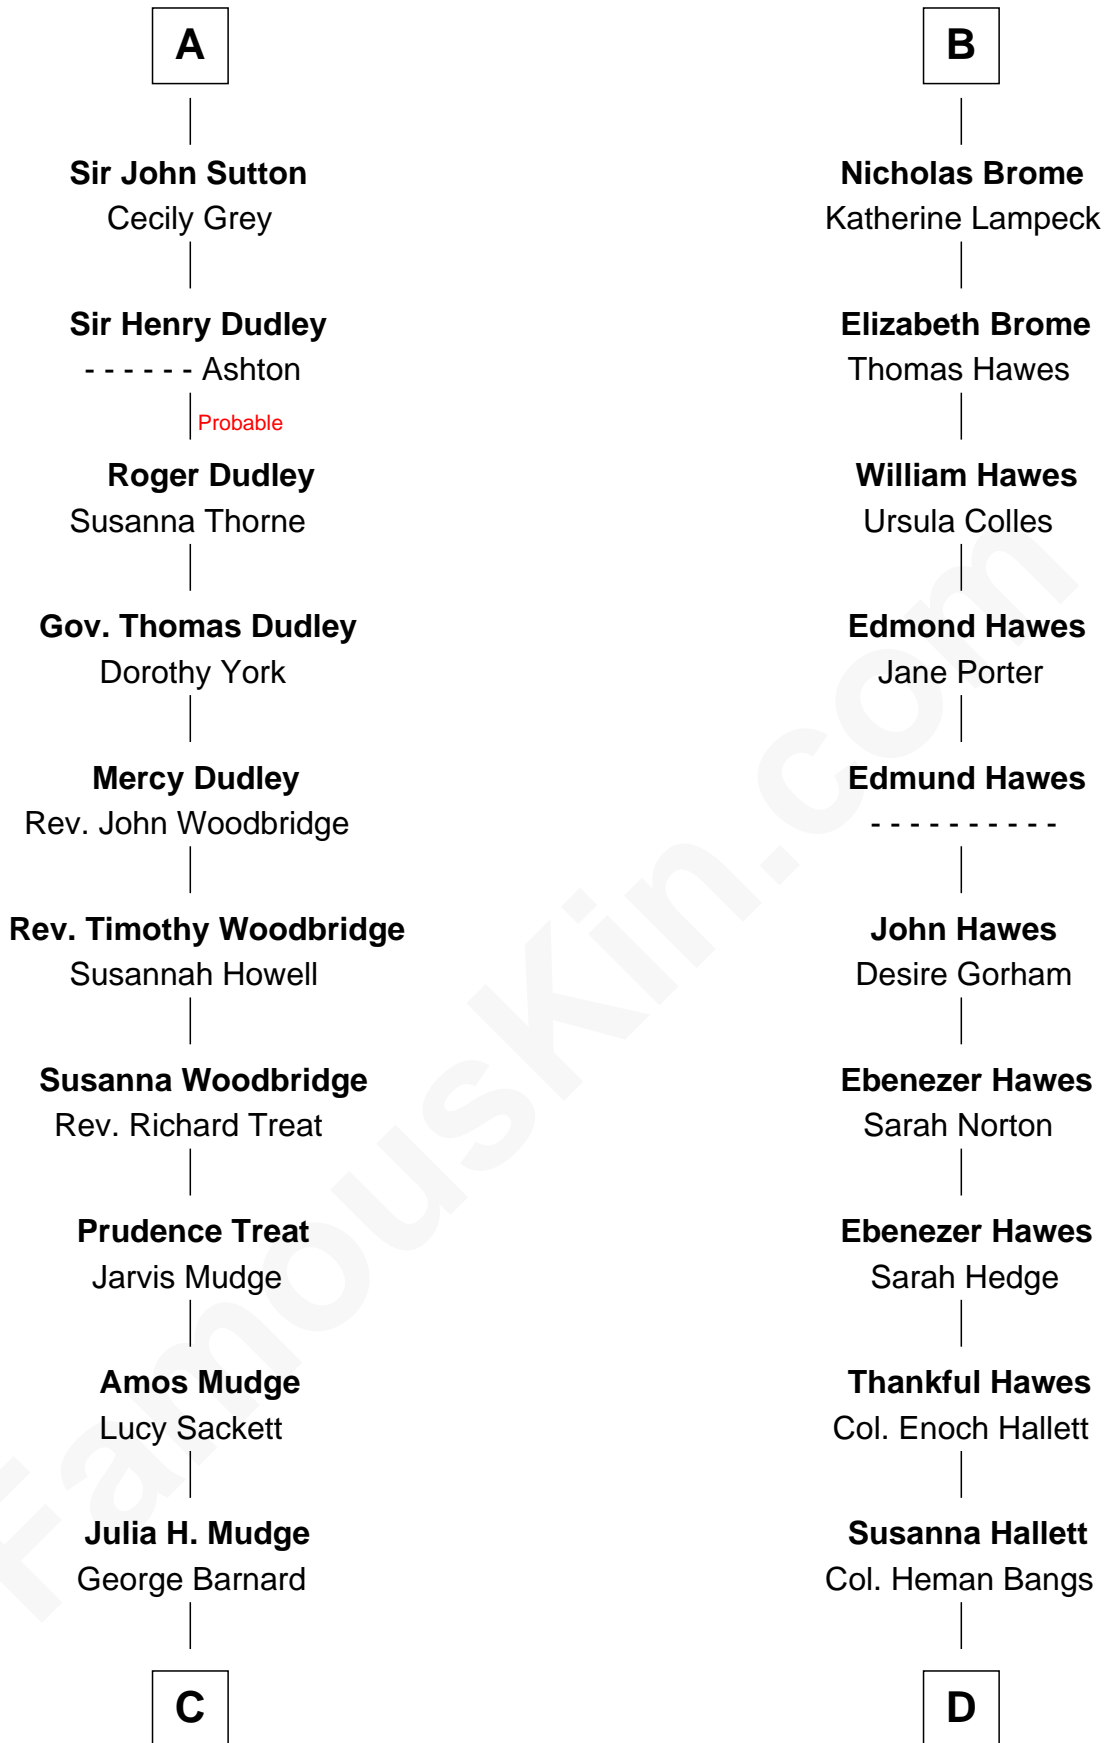 A
Sir John Sutton
Cecily Grey
Sir Henry Dudley
- - - - - - Ashton
Probable
Roger Dudley
Susanna Thorne
Gov. Thomas Dudley
Dorothy York
Mercy Dudley
Rev. John Woodbridge
Rev. Timothy Woodbridge
Susannah Howell
Susanna Woodbridge
Rev. Richard Treat
Prudence Treat
Jarvis Mudge
Amos Mudge
Lucy Sackett
Julia H. Mudge
George Barnard
C
B
Nicholas Brome
Katherine Lampeck
Elizabeth Brome
Thomas Hawes
William Hawes
Ursula Colles
Edmond Hawes
Jane Porter
Edmund Hawes
- - - - - - - - - -
John Hawes
Desire Gorham
Ebenezer Hawes
Sarah Norton
Ebenezer Hawes
Sarah Hedge
Thankful Hawes
Col. Enoch Hallett
Susanna Hallett
Col. Heman Bangs
D
FamousKin.com